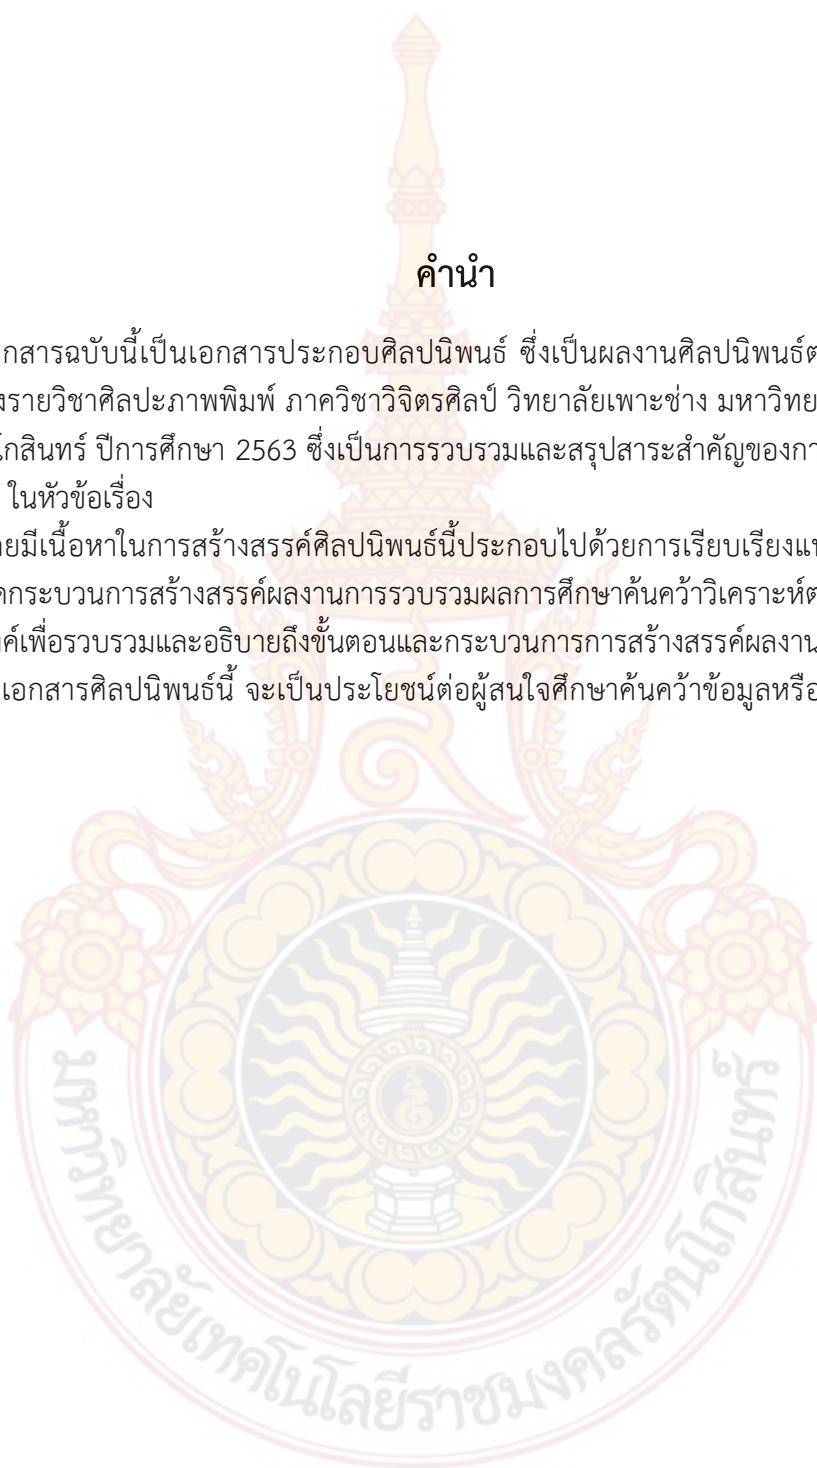 คำนำ
กสารฉบับนี้เป็นเอกสารประกอบศิลปนิพนธ์ ซึ่งเป็นผลงานศิลปนิพนธ์ต
งรายวิชาศิลปะภาพพิมพ์ ภาควิชาวิจิตรศิลป์ วิทยาลัยเพาะช่าง มหาวิทย
โกสินทร์ ปีการศึกษา 2563 ซึ่งเป็นการรวบรวมและสรุปสาระสำคัญของกา
ในหัวข้อเรื่อง
ดยมีเนื้อหาในการสร้างสรรค์ศิลปนิพนธ์นี้ประกอบไปด้วยการเรียบเรียงแน
คกระบวนการสร้างสรรค์ผลงานการรวบรวมผลการศึกษาค้นคว้าวิเคราะห์ต
งค์เพื่อรวบรวมและอธิบายถึงขั้นตอนและกระบวนการการสร้างสรรค์ผลงาน
เอกสารศิลปนิพนธ์นี้ จะเป็นประโยชน์ต่อผู้สนใจศึกษาค้นคว้าข้อมูลหรือ
มหาวิทยาลัยเทคโนโลยีราชมงคลรัตนโกสินทร์